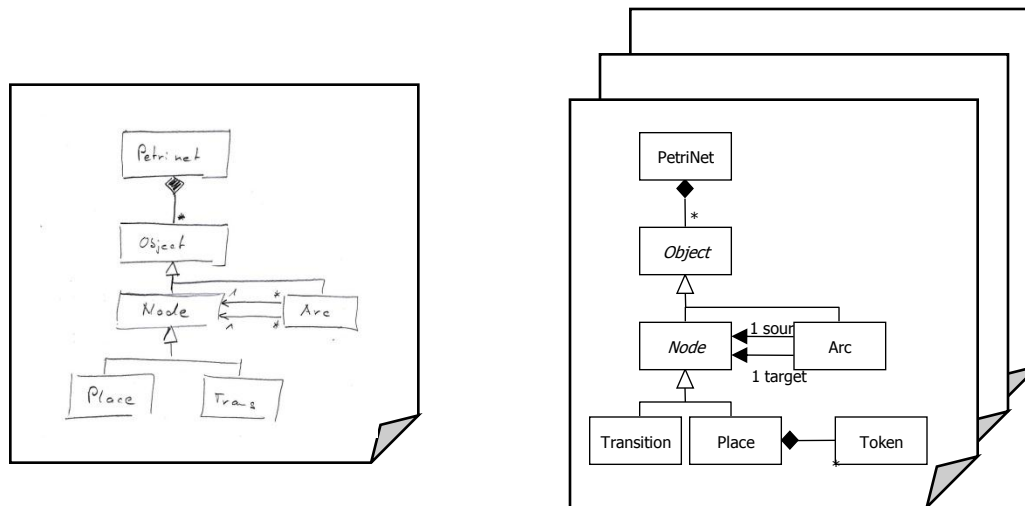 Petrinet
*
Object
Node
1
*
1
*
Arc
Place
Trans
PetriNet
*
Object
Node
1 sour
1 target
Arc
Transition
Place
*
Token